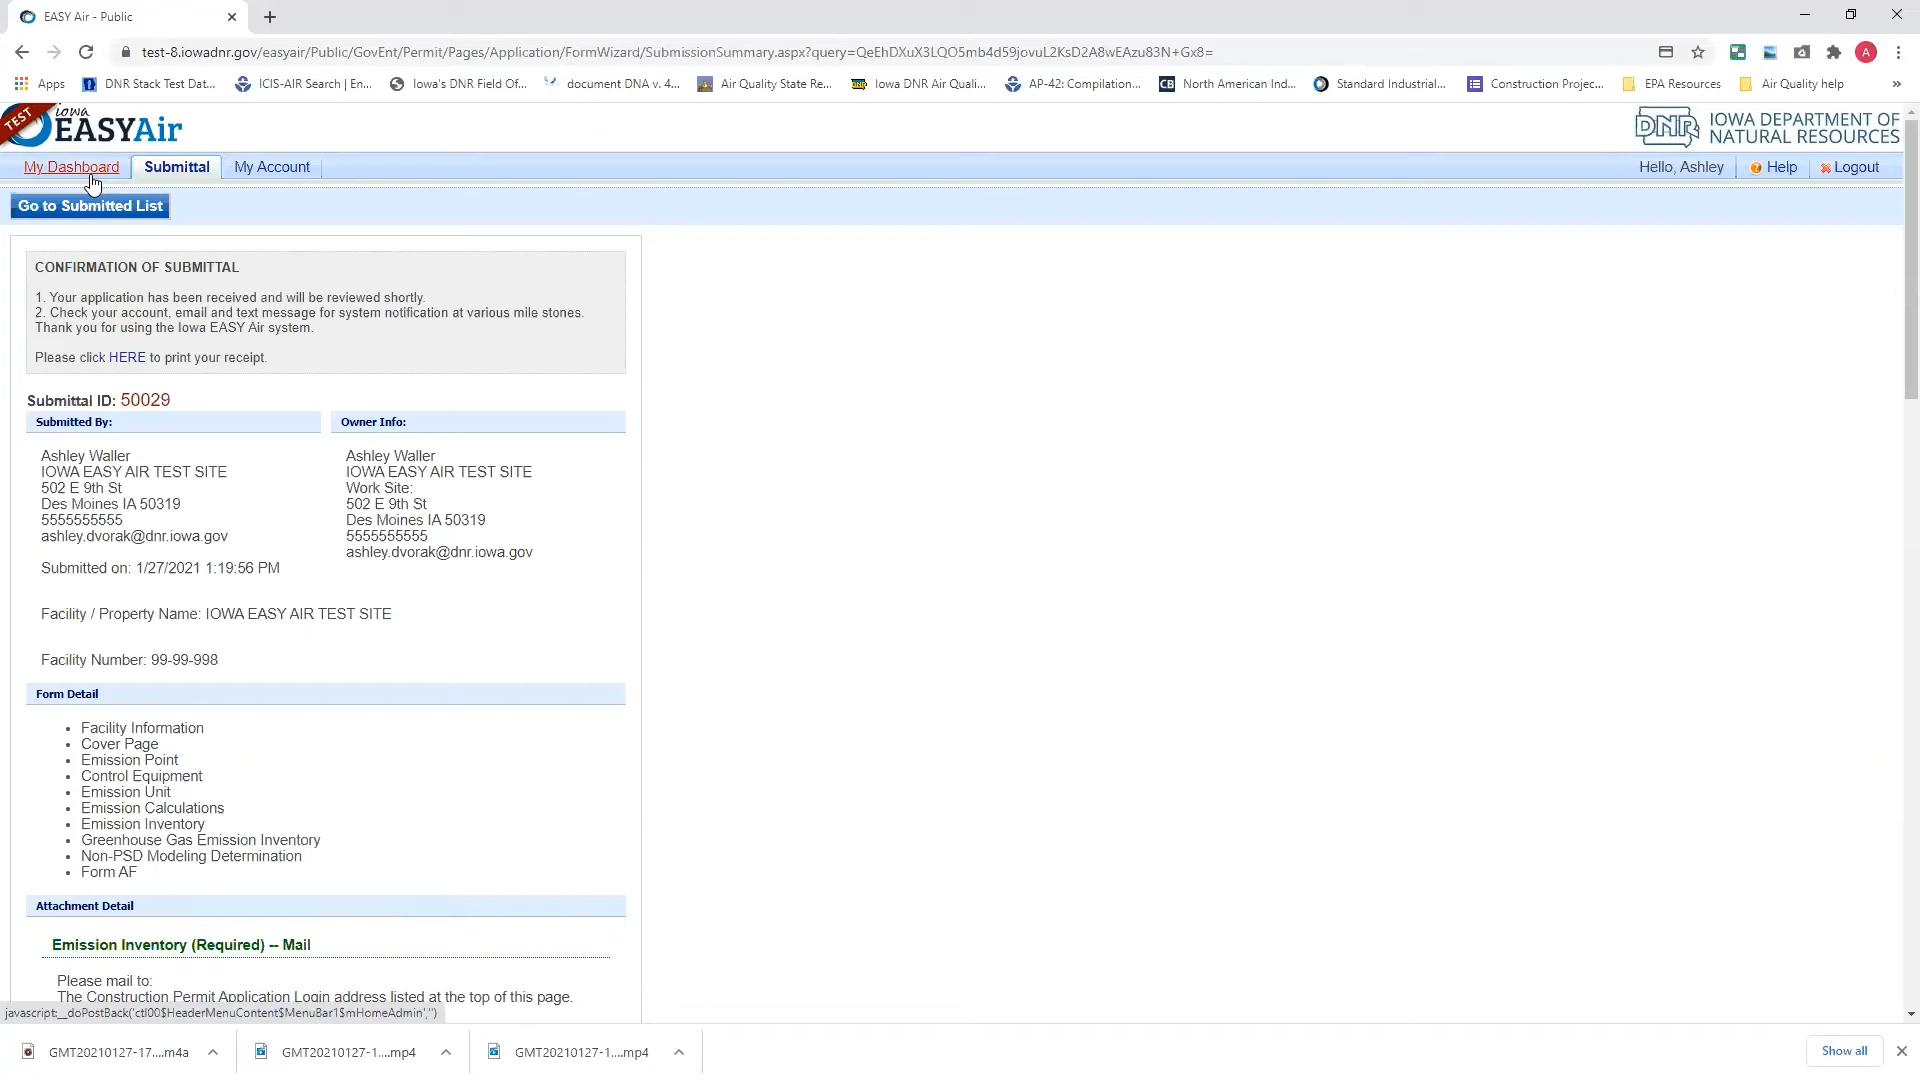 EASY Air - Public
test-8.iowadnr.gov/easyair/Public/GovEnt/Permit/Pages/Application/FormWizard/SubmissionSummary.aspx?query=QeEhDXuX3LQO5mb4d59jovuL2KsD2A8wEAzu83N+Gx8=
A
Apps DNR Stack Test Dat... ICIS-AIR Search | En... Iowa's DNR Field Of... document DNA v. 4... Air Quality State Re... Iowa DNR Air Quali... AP-42: Compilation... CB North American Ind... Standard Industrial... Construction Projec... EPA Resources Air Quality help »
TEST
iowa
EASYAir
DNR IOWA DEPARTMENT OF
NATURAL RESOURCES
My Dashboard Submittal My Account Hello, Ashley Help Logout
Go to Submitted List
CONFIRMATION OF SUBMITTAL
1. Your application has been received and will be reviewed shortly.
2. Check your account, email and text message for system notification at various mile stones.
Thank you for using the Iowa EASY Air system.
Please click HERE to print your receipt.
Submittal ID: 50029
Submitted By:
Ashley Waller
IOWA EASY AIR TEST SITE
502 E 9th St
Des Moines IA 50319
5555555555
ashley.dvorak@dnr.iowa.gov
Submitted on: 1/27/2021 1:19:56 PM
Owner Info:
Ashley Waller
IOWA EASY AIR TEST SITE
Work Site:
502 E 9th St
Des Moines IA 50319
5555555555
ashley.dvorak@dnr.iowa.gov
Facility / Property Name: IOWA EASY AIR TEST SITE
Facility Number: 99-99-998
Form Detail
• Facility Information
• Cover Page
• Emission Point
• Control Equipment
• Emission Unit
• Emission Calculations
• Emission Inventory
• Greenhouse Gas Emission Inventory
• Non-PSD Modeling Determination
• Form AF
Attachment Detail
Emission Inventory (Required) -- Mail
Please mail to:
The Construction Permit Application Login address listed at the top of this page.
javascript:__doPostBack('ctl00$HeaderMenuContent$MenuBar1$mHomeAdmin','')
GMT20210127-17....m4a GMT20210127-1....mp4 GMT20210127-1....mp4 Show all